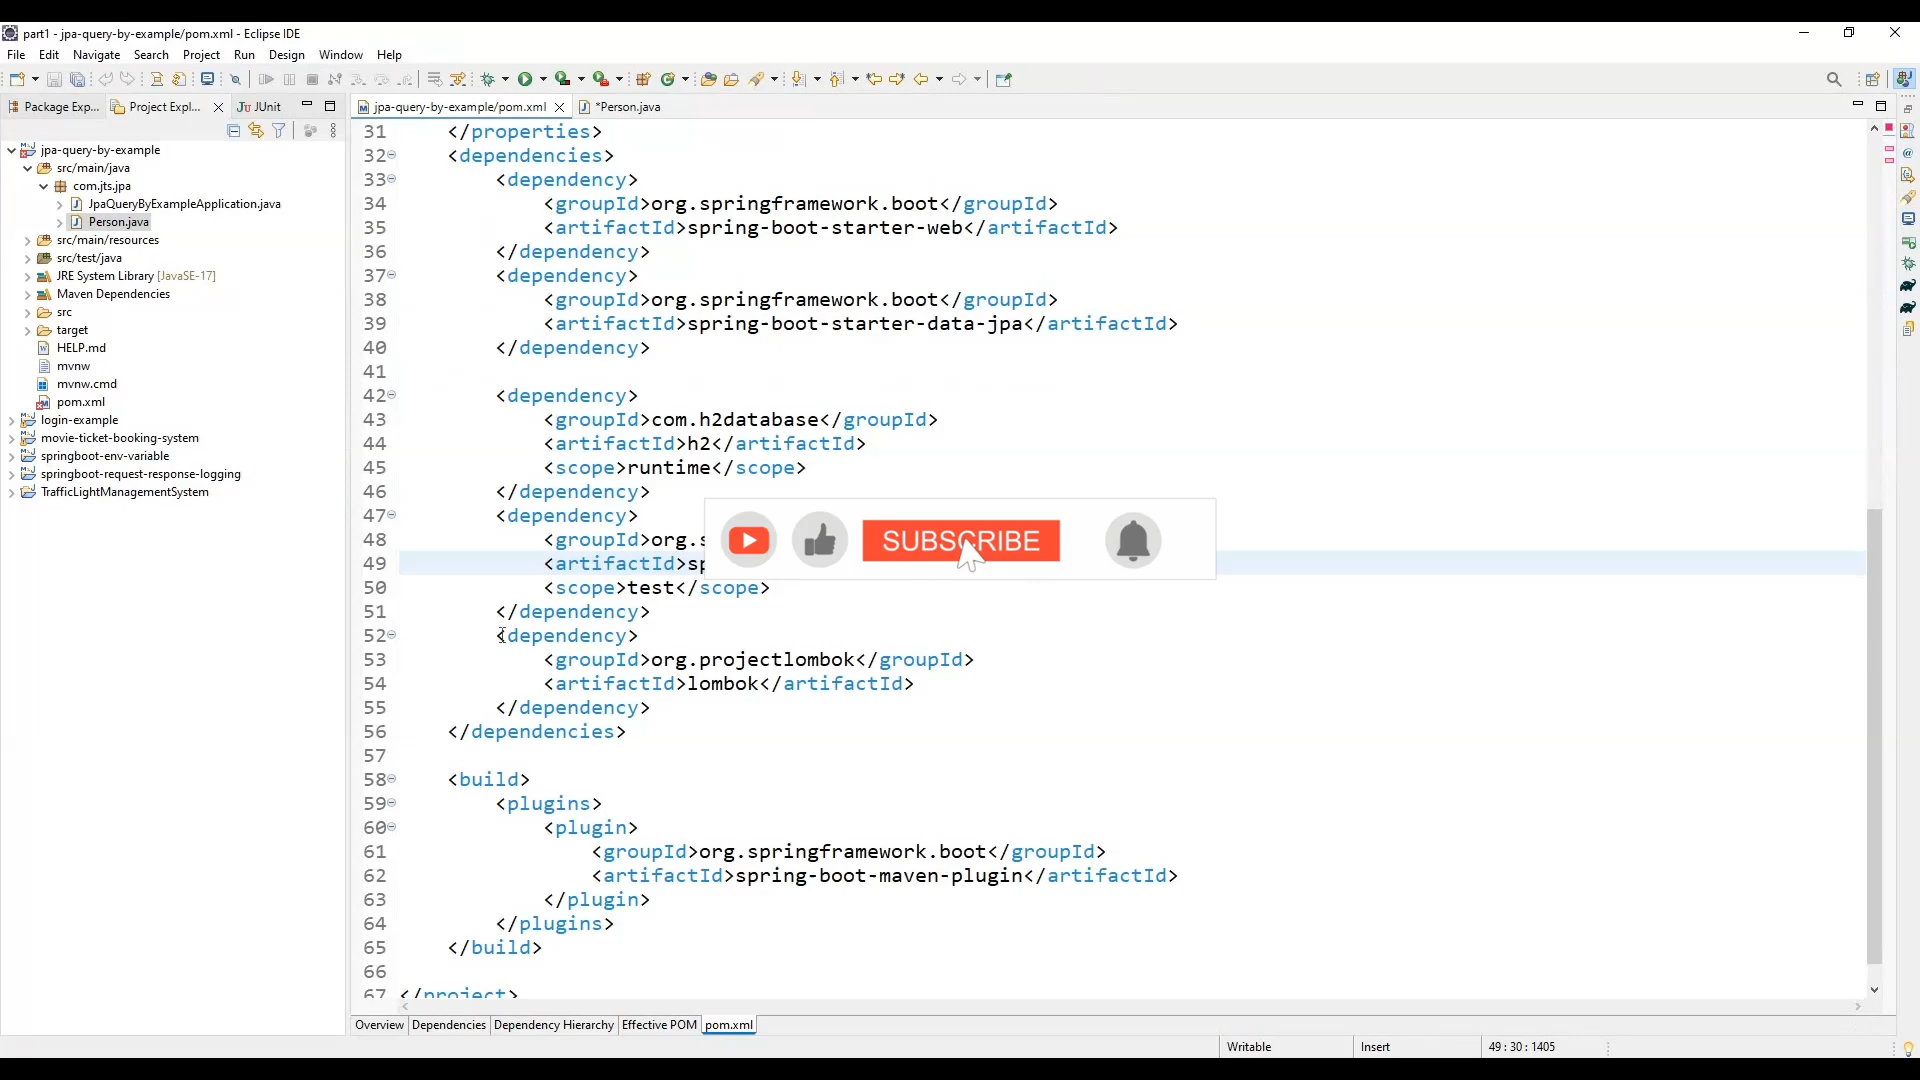 part1 - jpa-query-by-example/pom.xml - Eclipse IDE
File Edit Navigate Search Project Run Design Window Help
Package Exp... Project Expl... JUnit
jpa-query-by-example/pom.xml *Person.java
jpa-query-by-example
src/main/java
com.jts.jpa
JpaQueryByExampleApplication.java
Person.java
src/main/resources
src/test/java
JRE System Library [JavaSE-17]
Maven Dependencies
src
target
HELP.md
mvnw
mvnw.cmd
pom.xml
login-example
movie-ticket-booking-system
springboot-env-variable
springboot-request-response-logging
TrafficLightManagementSystem
31 </properties>
32 <dependencies>
33 <dependency>
34 <groupId>org.springframework.boot</groupId>
35 <artifactId>spring-boot-starter-web</artifactId>
36 </dependency>
37 <dependency>
38 <groupId>org.springframework.boot</groupId>
39 <artifactId>spring-boot-starter-data-jpa</artifactId>
40 </dependency>
41
42 <dependency>
43 <groupId>com.h2database</groupId>
44 <artifactId>h2</artifactId>
45 <scope>runtime</scope>
46 </dependency>
47 <dependency>
48 <groupId>org.s
49 <artifactId>sp
50 <scope>test</scope>
51 </dependency>
52 <dependency>
53 <groupId>org.projectlombok</groupId>
54 <artifactId>lombok</artifactId>
55 </dependency>
56 </dependencies>
57
58 <build>
59 <plugins>
60 <plugin>
61 <groupId>org.springframework.boot</groupId>
62 <artifactId>spring-boot-maven-plugin</artifactId>
63 </plugin>
64 </plugins>
65 </build>
66
67 </project>
SUBSCRIBE
Overview Dependencies Dependency Hierarchy Effective POM pom.xml
Writable Insert 49 : 30 : 1405